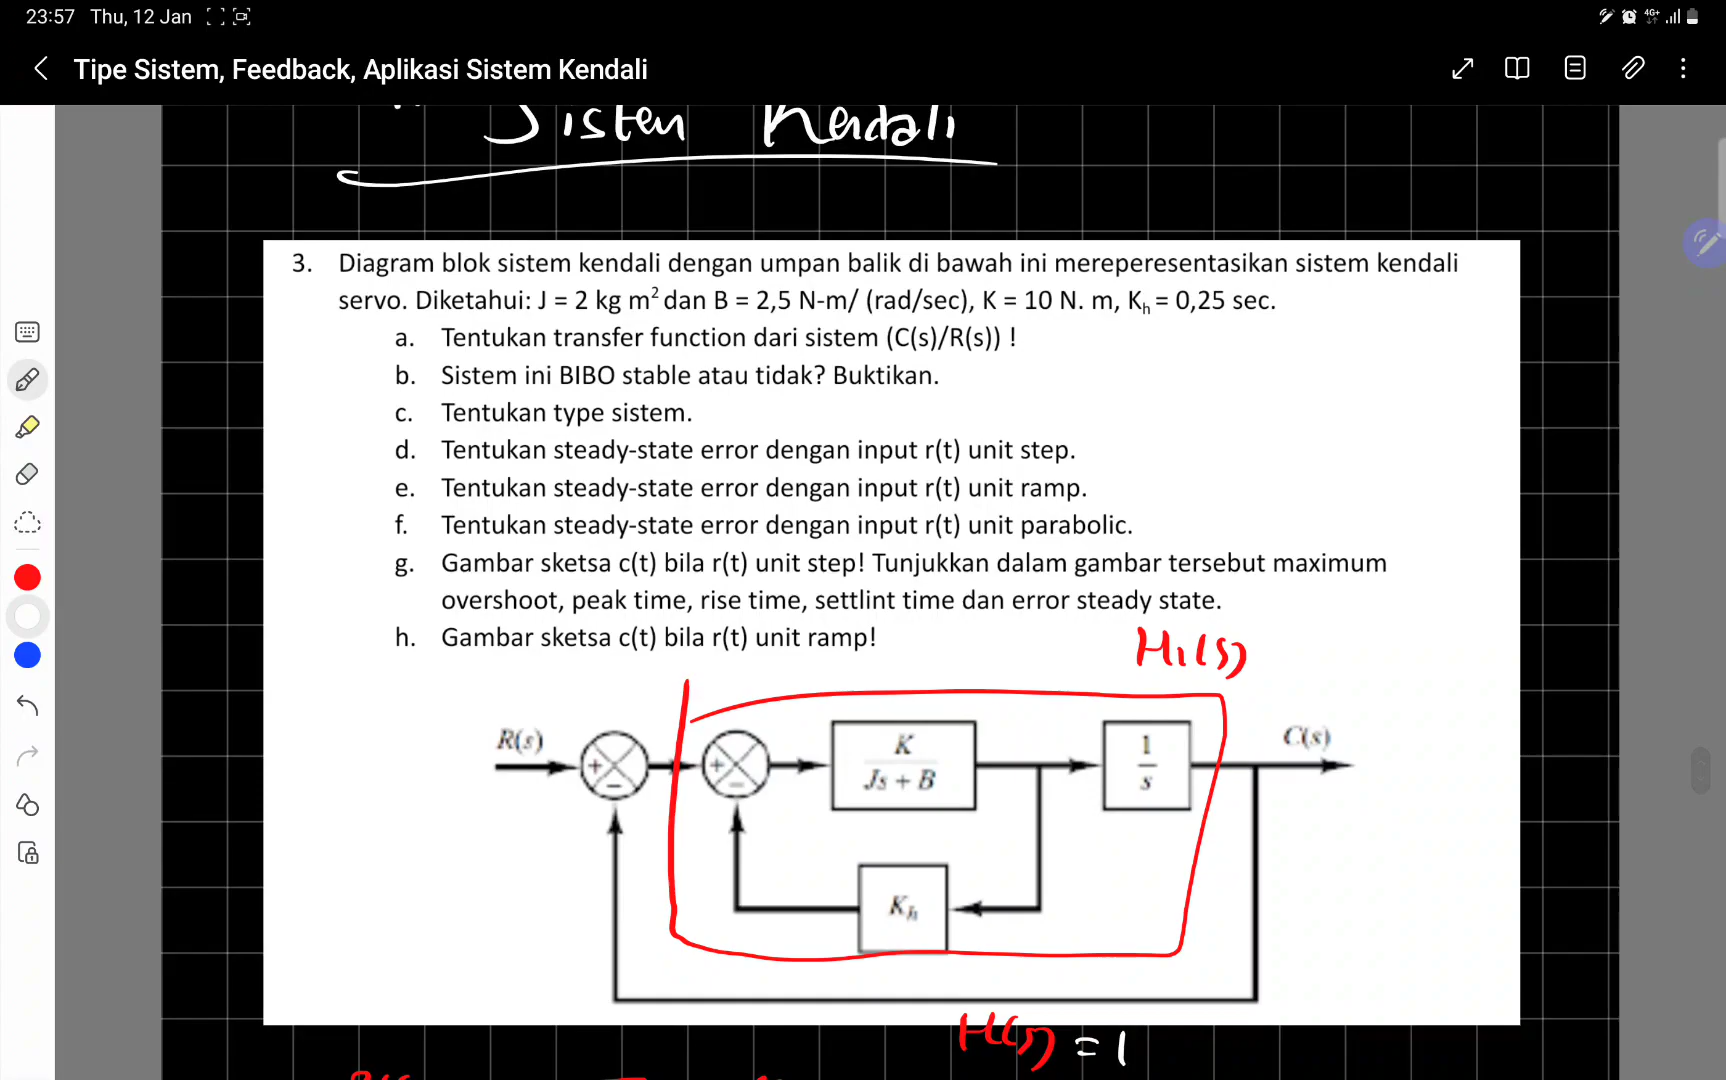 23:57 Thu, 12 Jan
4G+
Tipe Sistem, Feedback, Aplikasi Sistem Kendali
Sistem Kendali
3. Diagram blok sistem kendali dengan umpan balik di bawah ini mereperesentasikan sistem kendali
servo. Diketahui: J = 2 kg m² dan B = 2,5 N-m/ (rad/sec), K = 10 N. m, Kₕ = 0,25 sec.
a. Tentukan transfer function dari sistem (C(s)/R(s)) !
b. Sistem ini BIBO stable atau tidak? Buktikan.
c. Tentukan type sistem.
d. Tentukan steady-state error dengan input r(t) unit step.
e. Tentukan steady-state error dengan input r(t) unit ramp.
f. Tentukan steady-state error dengan input r(t) unit parabolic.
g. Gambar sketsa c(t) bila r(t) unit step! Tunjukkan dalam gambar tersebut maximum
overshoot, peak time, rise time, settlint time dan error steady state.
h. Gambar sketsa c(t) bila r(t) unit ramp!
H₁(s)
R(s) + − + − K 1 C(s)
Js + B s
Kₕ
H(s) = 1